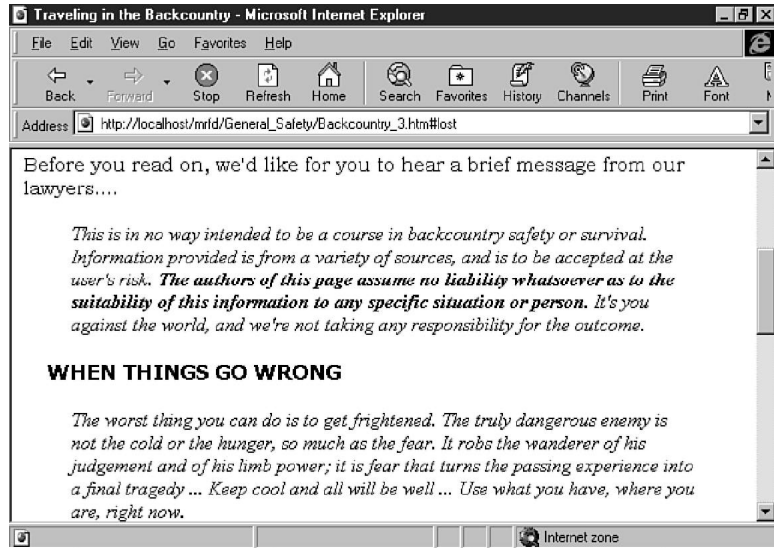 Traveling in the Backcountry - Microsoft Internet Explorer
File Edit View Go Favorites Help
Back Forward Stop Refresh Home Search Favorites History Channels Print Font
Address http://localhost/mrfd/General_Safety/Backcountry_3.htm#lost
Before you read on, we'd like for you to hear a brief message from our
lawyers....
This is in no way intended to be a course in backcountry safety or survival.
Information provided is from a variety of sources, and is to be accepted at the
user's risk. The authors of this page assume no liability whatsoever as to the
suitability of this information to any specific situation or person. It's you
against the world, and we're not taking any responsibility for the outcome.
WHEN THINGS GO WRONG
The worst thing you can do is to get frightened. The truly dangerous enemy is
not the cold or the hunger, so much as the fear. It robs the wanderer of his
judgement and of his limb power; it is fear that turns the passing experience into
a final tragedy ... Keep cool and all will be well ... Use what you have, where you
are, right now.
Internet zone